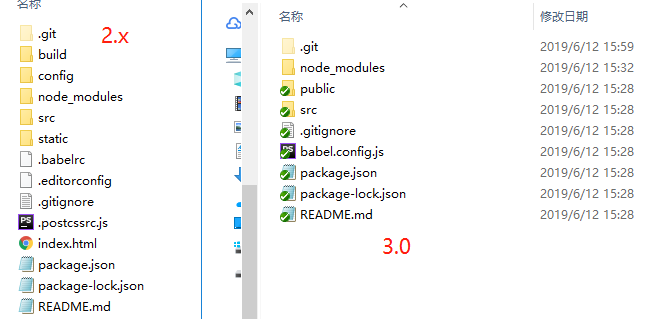 名称
.git
2.x
build
config
node_modules
src
static
.babelrc
.editorconfig
.gitignore
.postcssrc.js
index.html
package.json
package-lock.json
README.md
名称 修改日期
.git 2019/6/12 15:59
node_modules 2019/6/12 15:32
public 2019/6/12 15:28
src 2019/6/12 15:28
.gitignore 2019/6/12 15:28
babel.config.js 2019/6/12 15:28
package.json 2019/6/12 15:28
package-lock.json 2019/6/12 15:28
README.md 2019/6/12 15:28
3.0